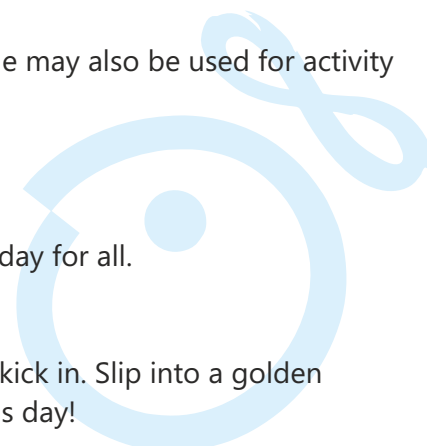 e may also be used for activity
day for all.
kick in. Slip into a golden
s day!